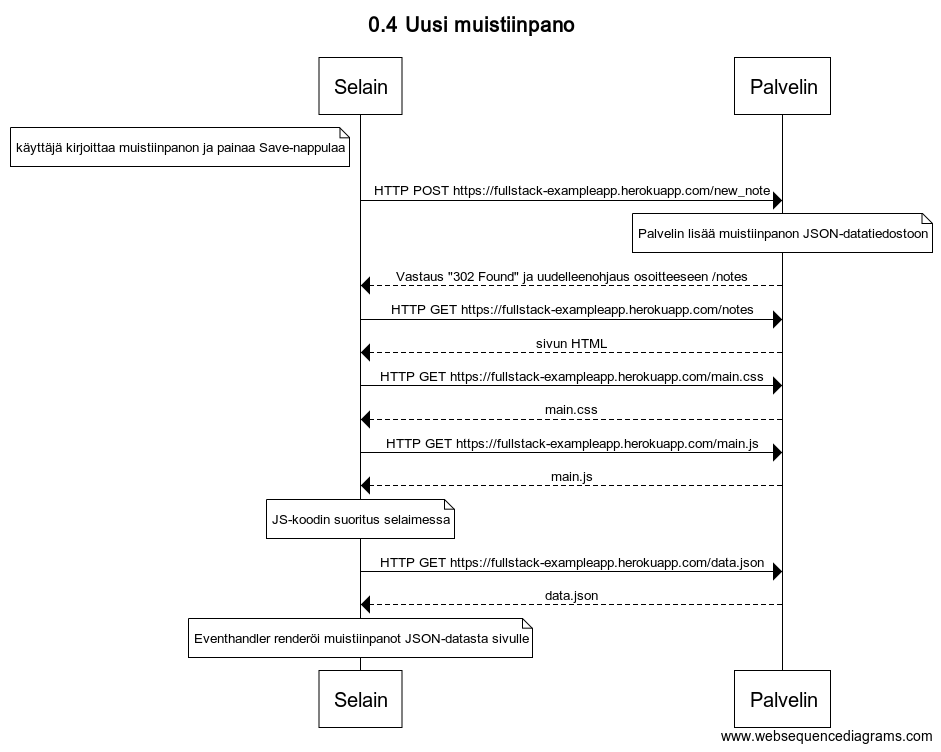 0.4 Uusi muistiinpano
Selain
Palvelin
käyttäjä kirjoittaa muistiinpanon ja painaa Save-nappulaa
HTTP POST https://fullstack-exampleapp.herokuapp.com/new_note
Palvelin lisää muistiinpanon JSON-datatiedostoon
Vastaus "302 Found" ja uudelleenohjaus osoitteeseen /notes
HTTP GET https://fullstack-exampleapp.herokuapp.com/notes
sivun HTML
HTTP GET https://fullstack-exampleapp.herokuapp.com/main.css
main.css
HTTP GET https://fullstack-exampleapp.herokuapp.com/main.js
main.js
JS-koodin suoritus selaimessa
HTTP GET https://fullstack-exampleapp.herokuapp.com/data.json
data.json
Eventhandler renderöi muistiinpanot JSON-datasta sivulle
Selain
Palvelin
www.websequencediagrams.com